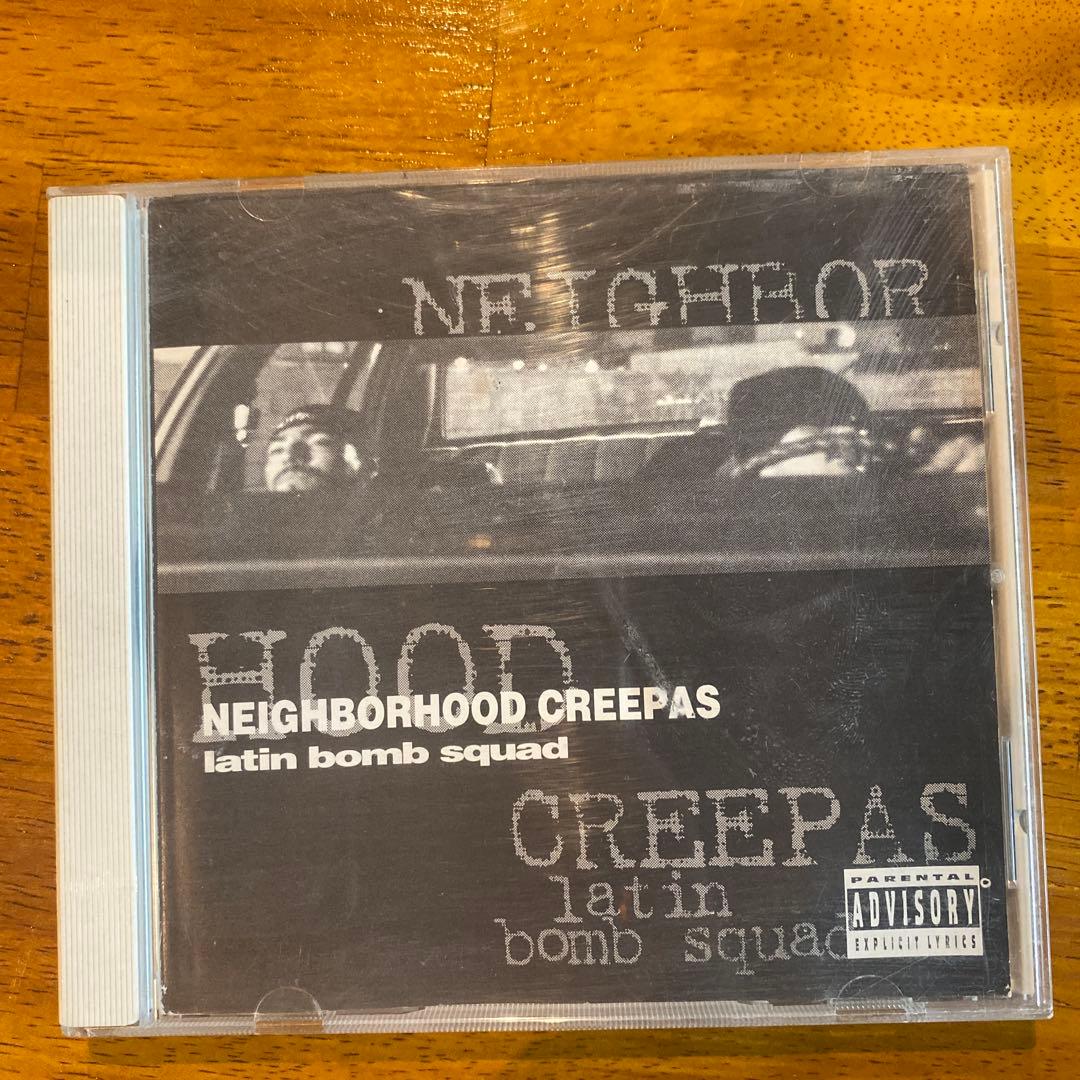 NEIGHBOR
HOOD
NEIGHBORHOOD CREEPAS
latin bomb squad
CREEPAS
latin
bomb squad
PARENTAL
ADVISORY
EXPLICIT LYRICS